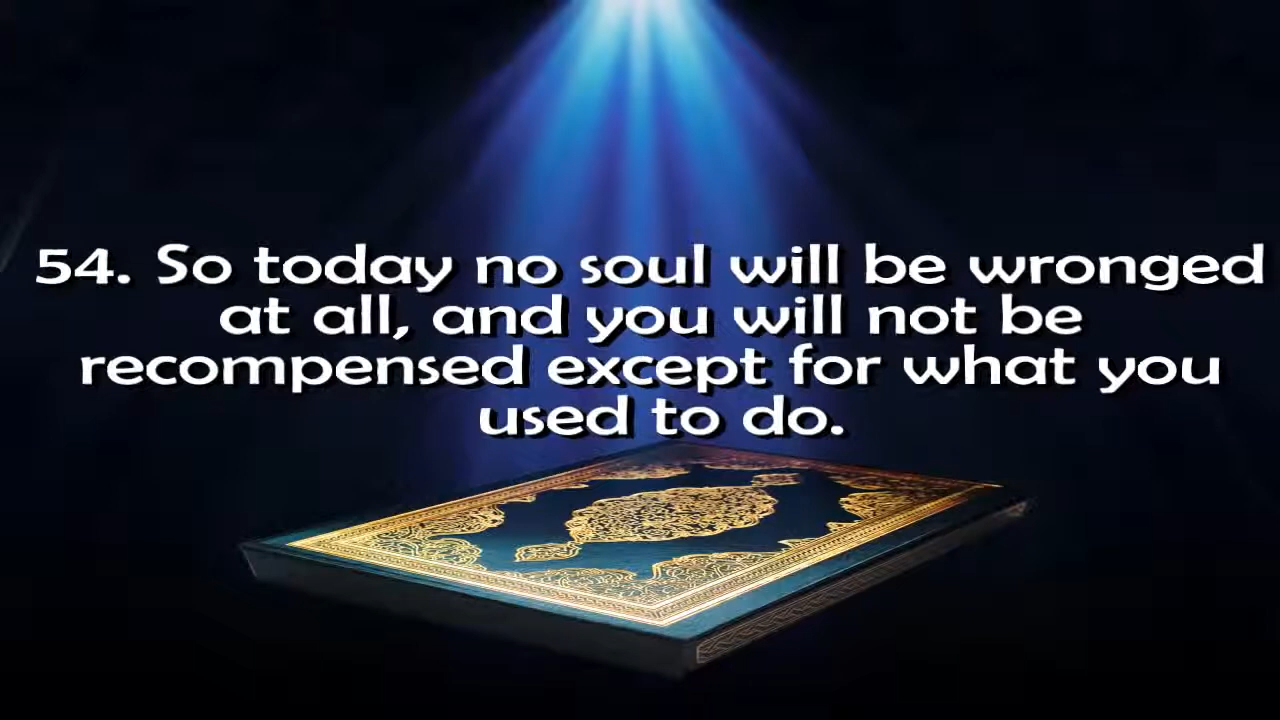 54. So today no soul will be wronged
at all, and you will not be
recompensed except for what you
used to do.